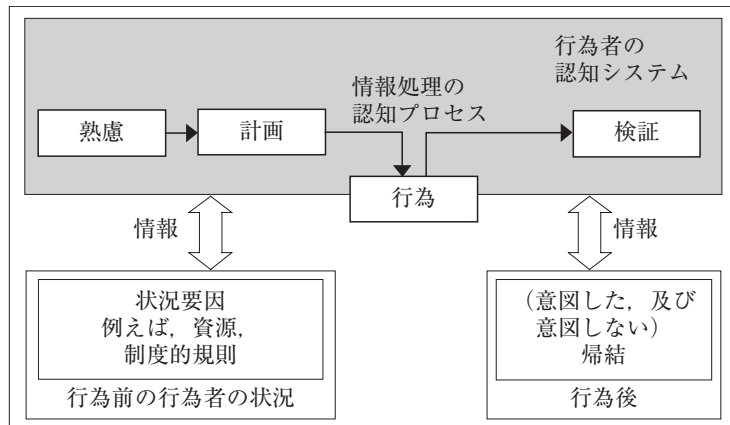 行為者の
認知システム
情報処理の
認知プロセス
熟慮
計画
検証
行為
情報
情報
状況要因
例えば，資源，
制度的規則
行為前の行為者の状況
（意図した，及び
意図しない）
帰結
行為後